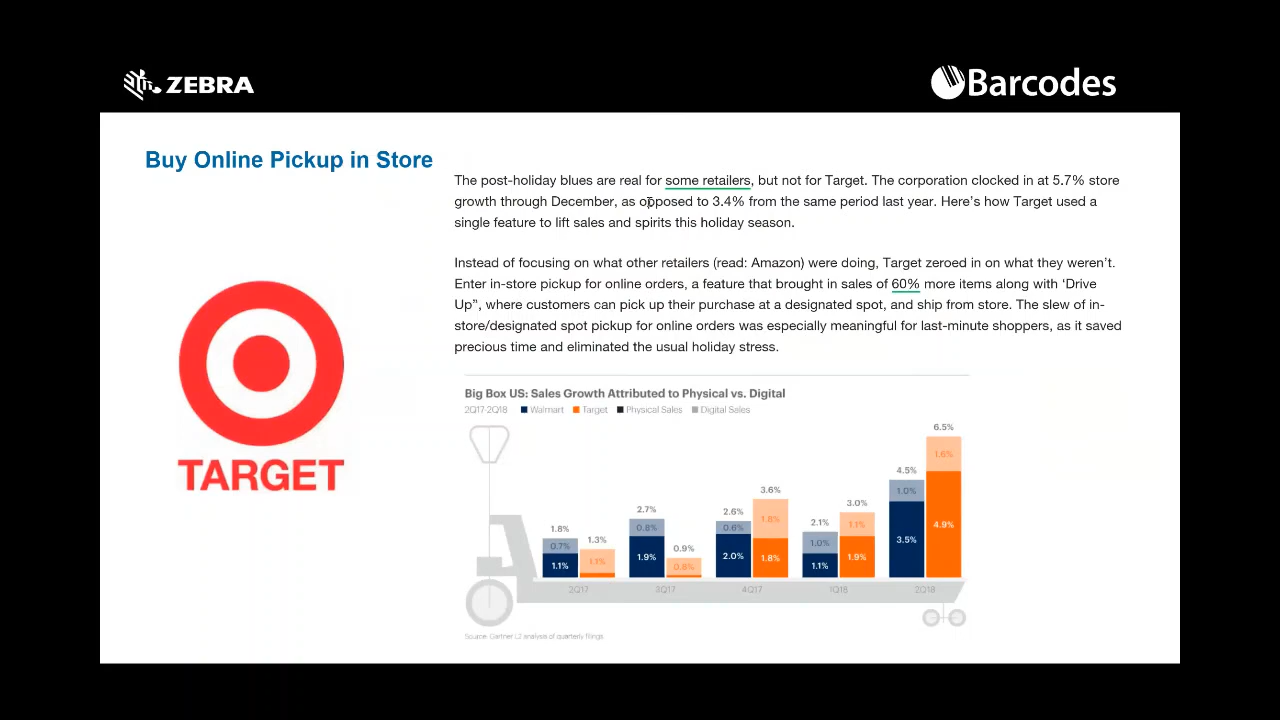 ZEBRA
Barcodes
Buy Online Pickup in Store
The post-holiday blues are real for some retailers, but not for Target. The corporation clocked in at 5.7% store
growth through December, as opposed to 3.4% from the same period last year. Here’s how Target used a
single feature to lift sales and spirits this holiday season.
Instead of focusing on what other retailers (read: Amazon) were doing, Target zeroed in on what they weren’t.
Enter in-store pickup for online orders, a feature that brought in sales of 60% more items along with ‘Drive
Up”, where customers can pick up their purchase at a designated spot, and ship from store. The slew of in-
store/designated spot pickup for online orders was especially meaningful for last-minute shoppers, as it saved
precious time and eliminated the usual holiday stress.
TARGET
Big Box US: Sales Growth Attributed to Physical vs. Digital
2Q17-2Q18 Walmart Target Physical Sales Digital Sales
1.8% 1.3% 2.7% 0.9% 2.6% 3.6% 2.1% 3.0% 4.5% 6.5%
0.7% 1.1% 0.8% 0.8% 0.6% 1.8% 1.0% 1.1% 1.0% 1.6%
1.1% 1.9% 2.0% 1.8% 1.1% 1.9% 3.5% 4.9%
2Q17 3Q17 4Q17 1Q18 2Q18
Source: Gartner L2 analysis of quarterly filings